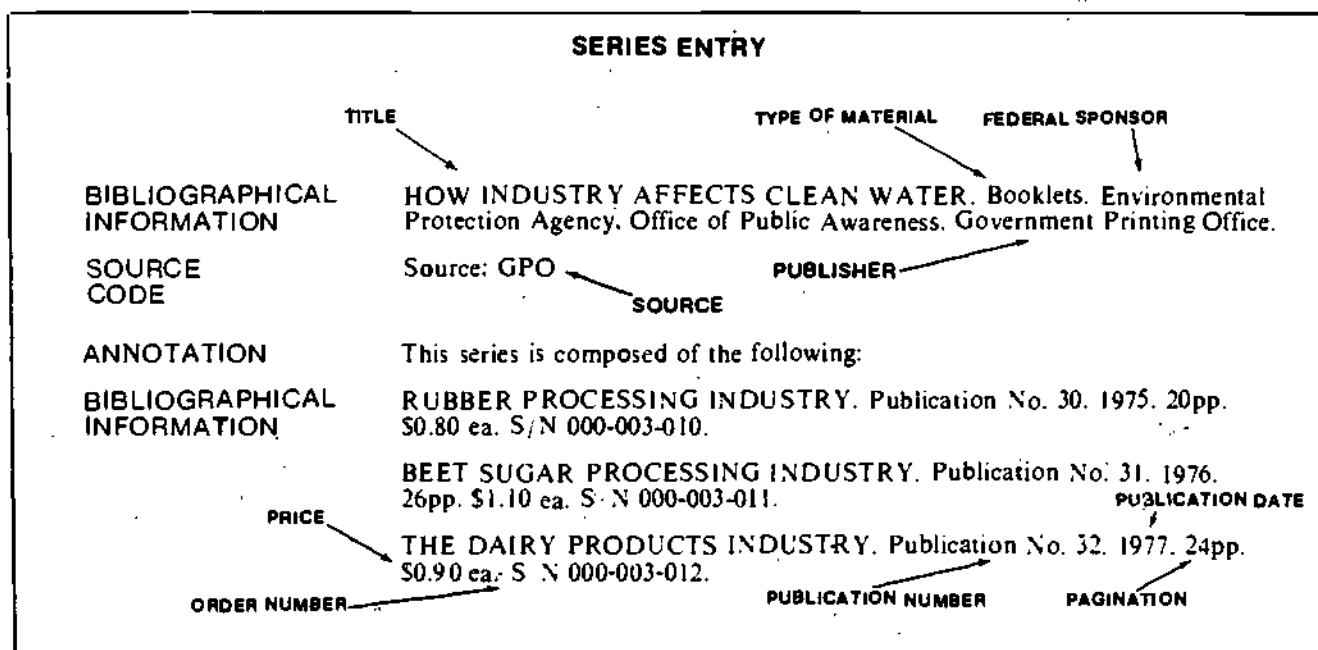 SERIES ENTRY
TITLE TYPE OF MATERIAL FEDERAL SPONSOR
BIBLIOGRAPHICAL INFORMATION
HOW INDUSTRY AFFECTS CLEAN WATER. Booklets. Environmental
Protection Agency. Office of Public Awareness. Government Printing Office.
SOURCE CODE
Source: GPO
PUBLISHER
SOURCE
ANNOTATION
This series is composed of the following:
BIBLIOGRAPHICAL INFORMATION
RUBBER PROCESSING INDUSTRY. Publication No. 30. 1975. 20pp.
$0.80 ea. S/N 000-003-010.
BEET SUGAR PROCESSING INDUSTRY. Publication No. 31. 1976.
26pp. $1.10 ea. S N 000-003-011.
PUBLICATION DATE
PRICE
THE DAIRY PRODUCTS INDUSTRY. Publication No. 32. 1977. 24pp.
$0.90 ea. S N 000-003-012.
ORDER NUMBER PUBLICATION NUMBER PAGINATION